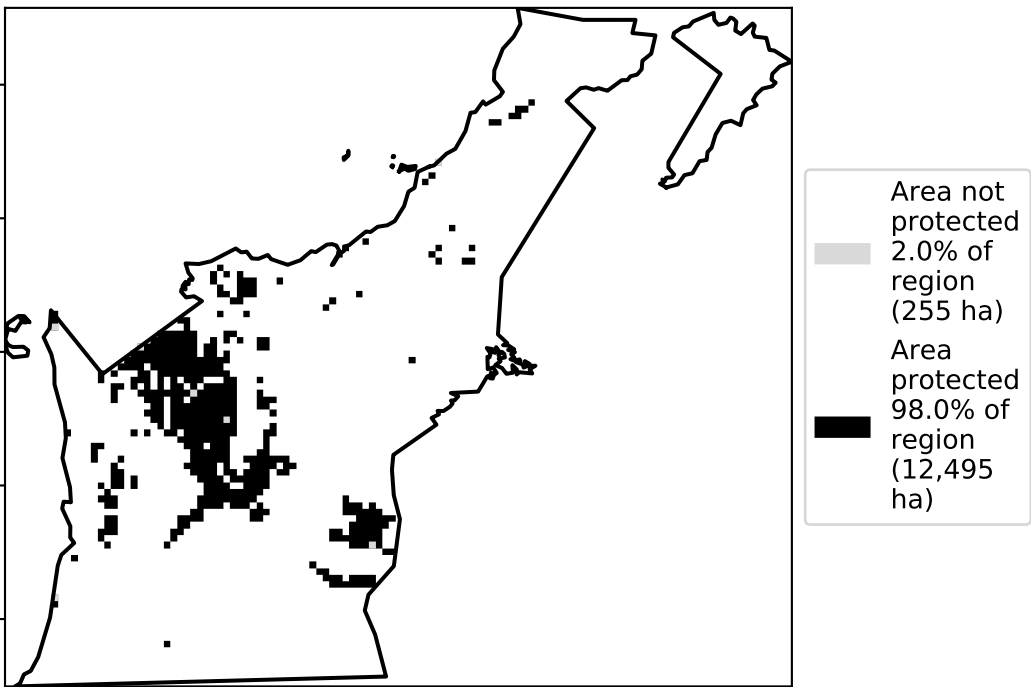 Area not
protected
2.0% of
region
(255 ha)
Area
protected
98.0% of
region
(12,495
ha)